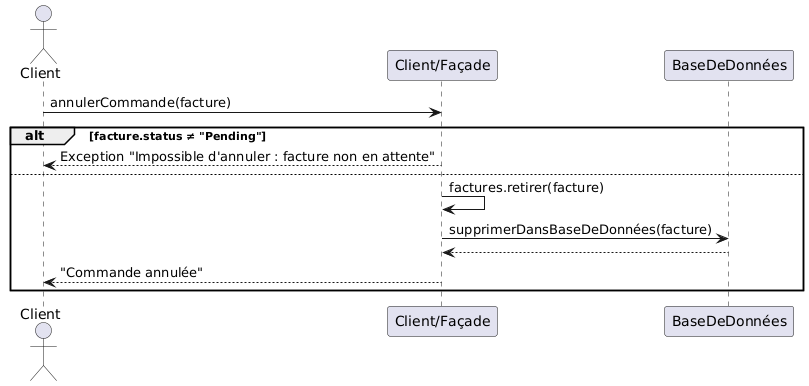 Client
Client/Façade
BaseDeDonnées
annulerCommande(facture)
alt
[facture.status ≠ "Pending"]
Exception "Impossible d'annuler : facture non en attente"
factures.retirer(facture)
supprimerDansBaseDeDonnées(facture)
"Commande annulée"
Client
Client/Façade
BaseDeDonnées